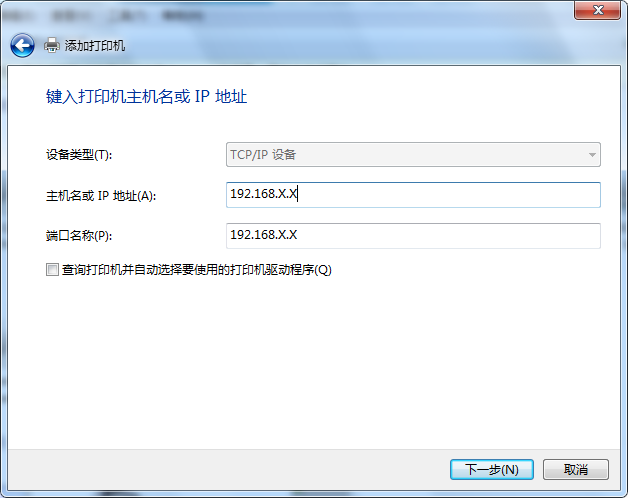 添加打印机
键入打印机主机名或 IP 地址
设备类型(T): TCP/IP 设备
主机名或 IP 地址(A): 192.168.X.X
端口名称(P): 192.168.X.X
查询打印机并自动选择要使用的打印机驱动程序(Q)
下一步(N) 取消